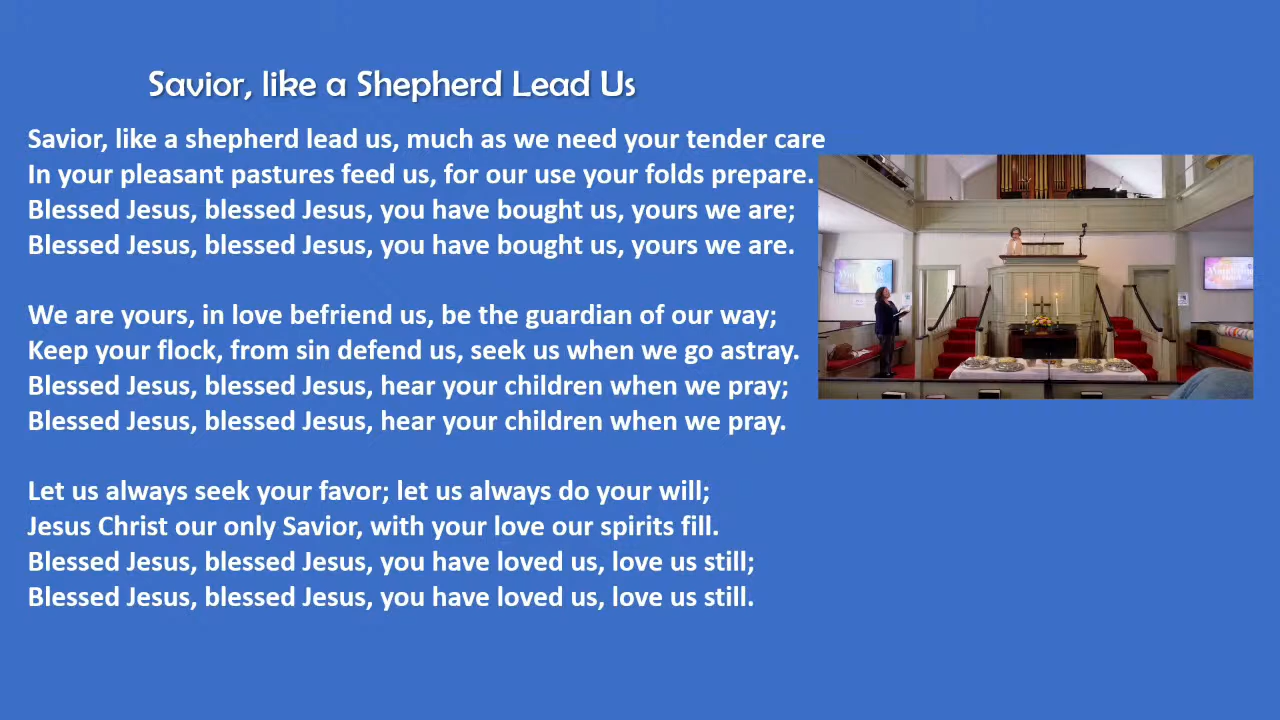 Savior, like a Shepherd Lead Us
Savior, like a shepherd lead us, much as we need your tender care
In your pleasant pastures feed us, for our use your folds prepare.
Blessed Jesus, blessed Jesus, you have bought us, yours we are;
Blessed Jesus, blessed Jesus, you have bought us, yours we are.
We are yours, in love befriend us, be the guardian of our way;
Keep your flock, from sin defend us, seek us when we go astray.
Blessed Jesus, blessed Jesus, hear your children when we pray;
Blessed Jesus, blessed Jesus, hear your children when we pray.
Let us always seek your favor; let us always do your will;
Jesus Christ our only Savior, with your love our spirits fill.
Blessed Jesus, blessed Jesus, you have loved us, love us still;
Blessed Jesus, blessed Jesus, you have loved us, love us still.